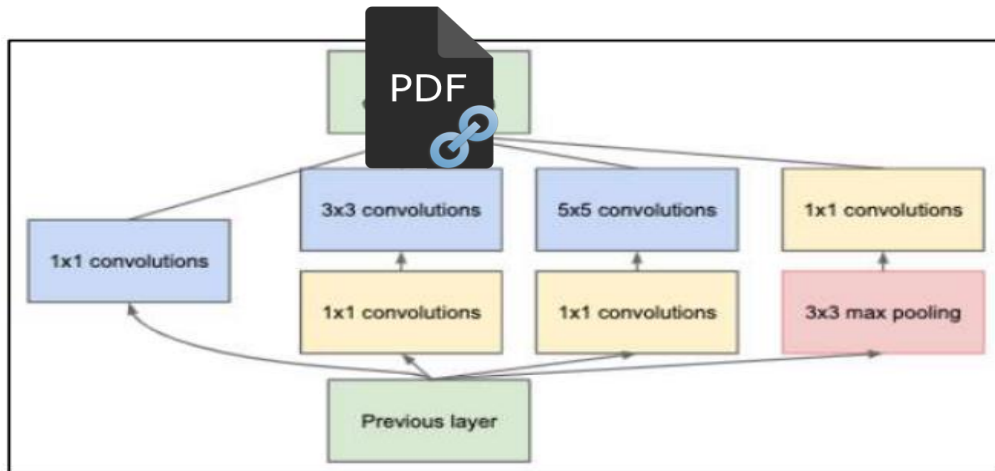 PDF
3x3 convolutions
5x5 convolutions
1x1 convolutions
1x1 convolutions
1x1 convolutions
1x1 convolutions
3x3 max pooling
Previous layer